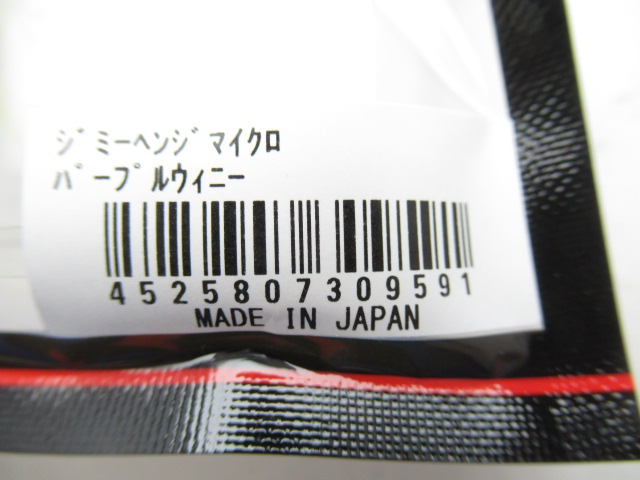 ｼﾞﾐｰﾍﾝｼﾞﾏｲｸﾛ
ﾊﾟｰﾌﾟﾙｳｨﾆｰ
4525807309591
MADE IN JAPAN